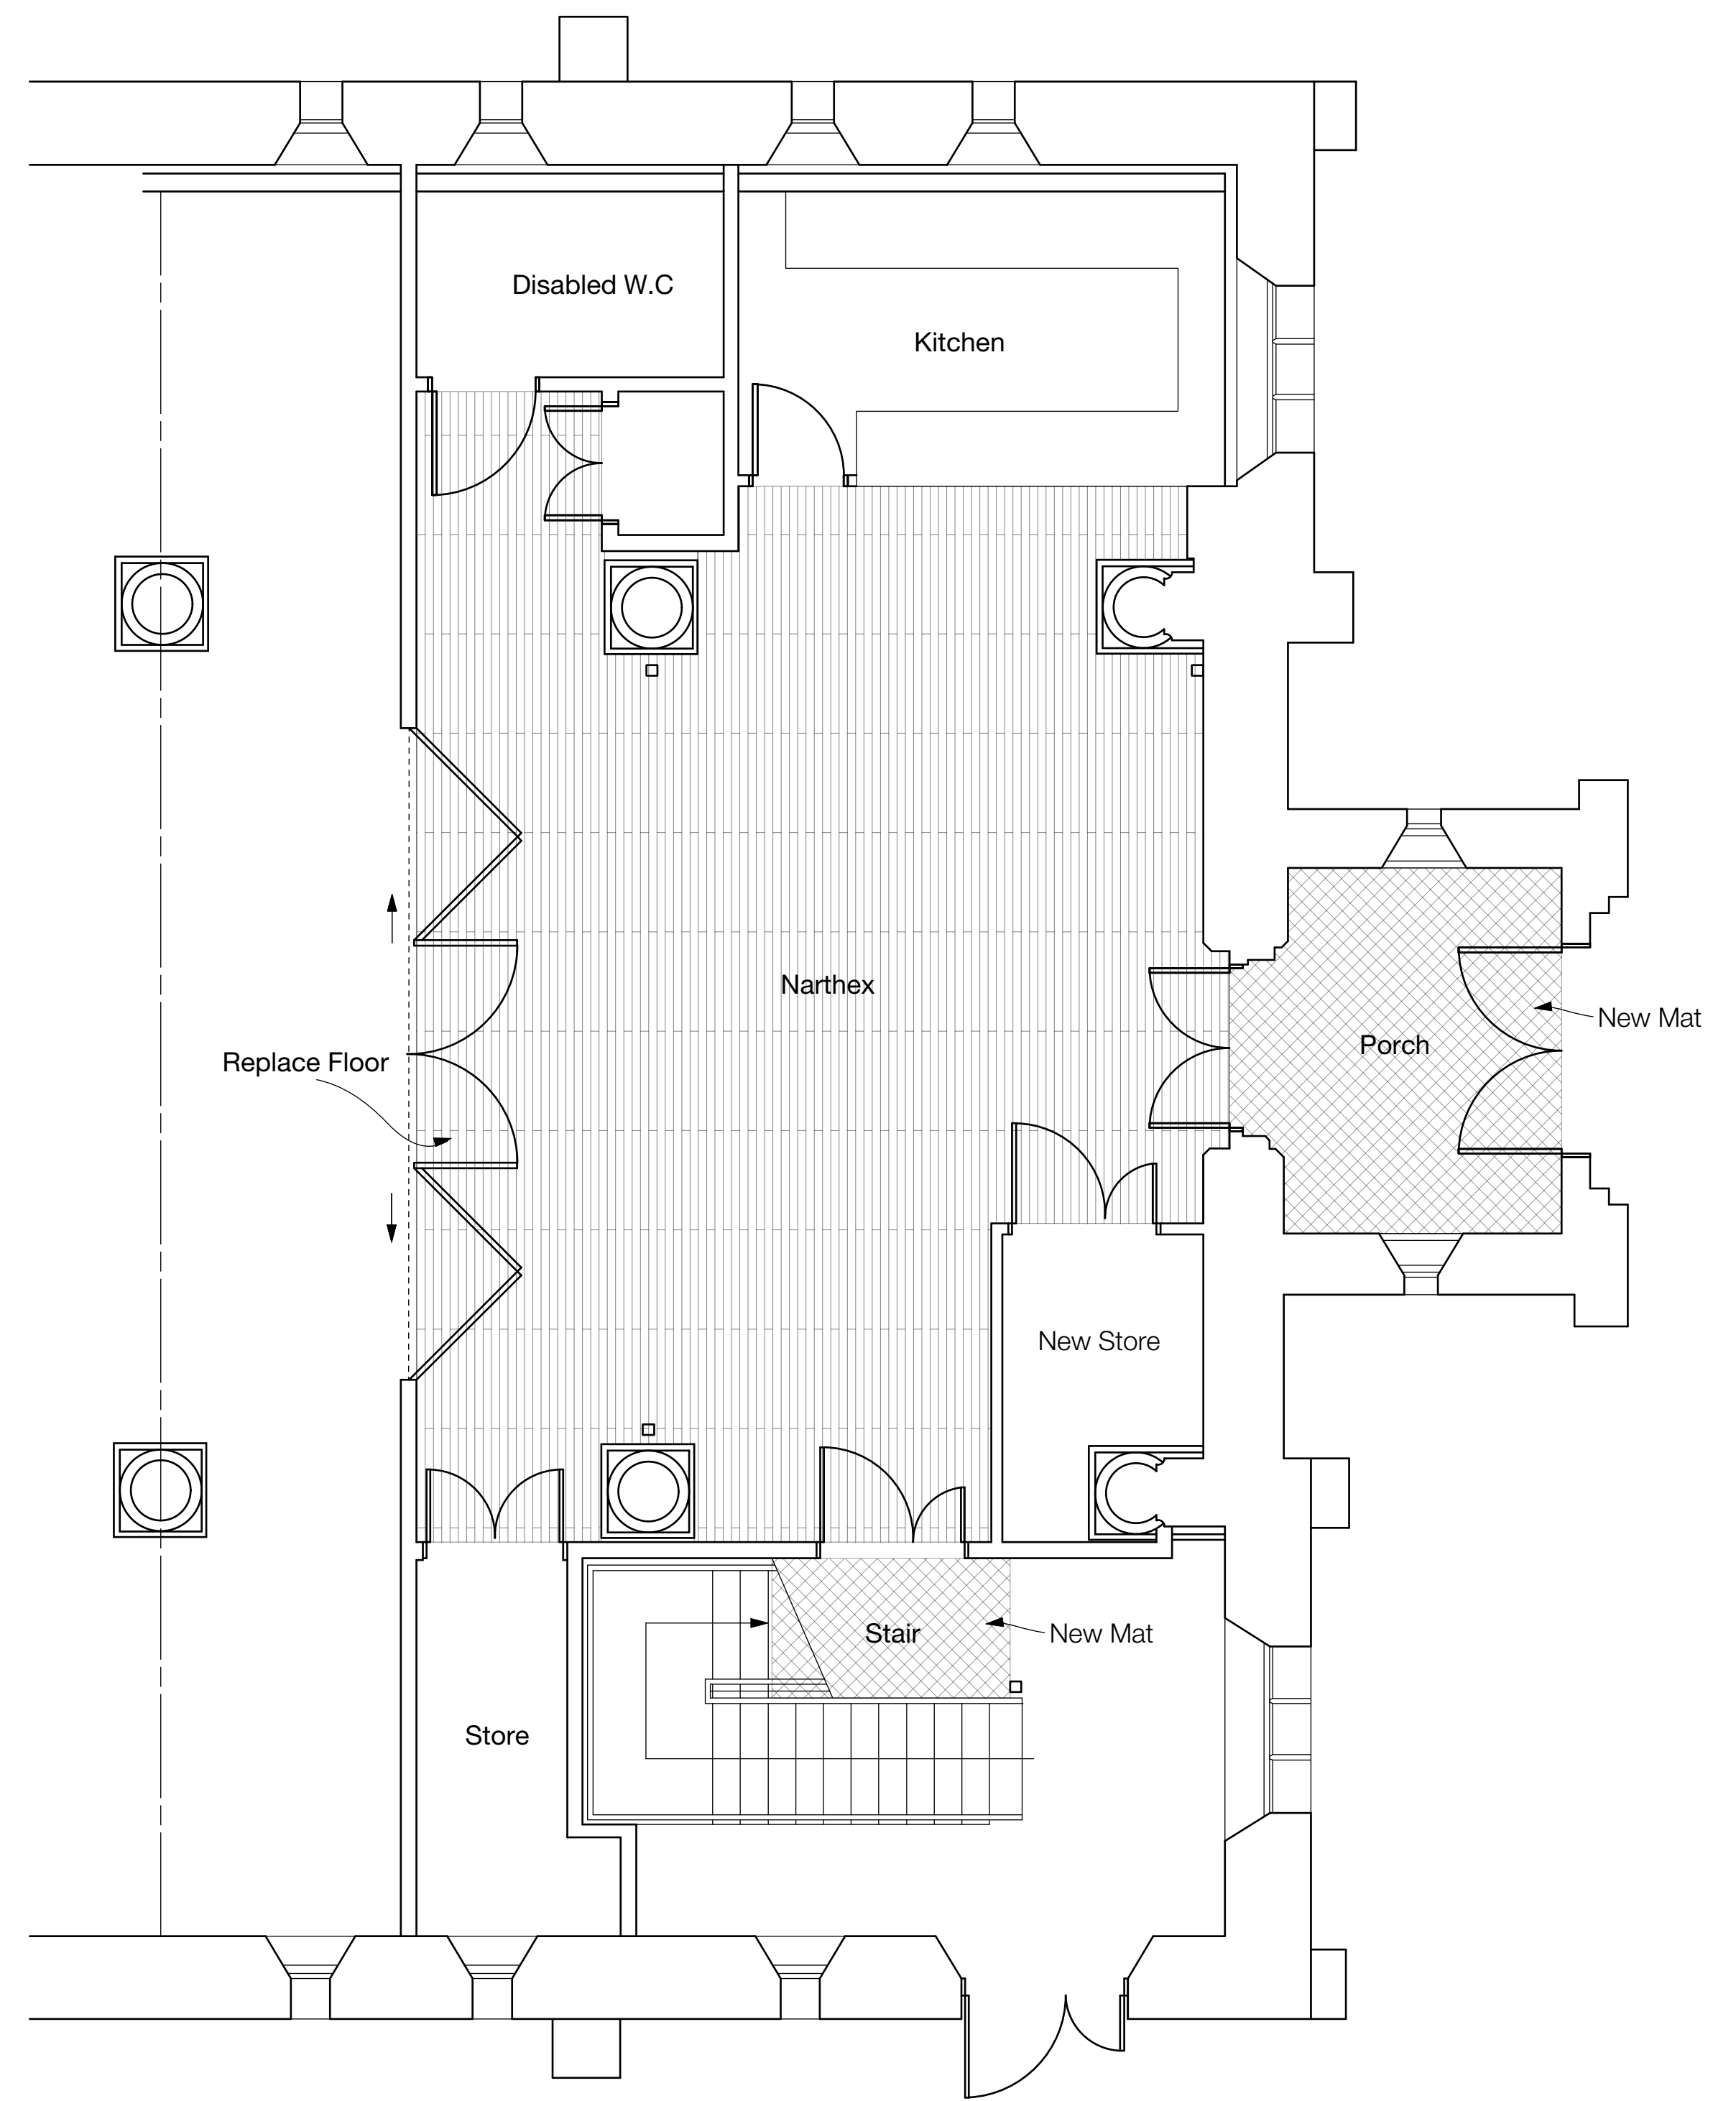 Disabled W.C
Kitchen
Narthex
New Mat
Porch
Replace Floor
New Store
Stair
New Mat
Store